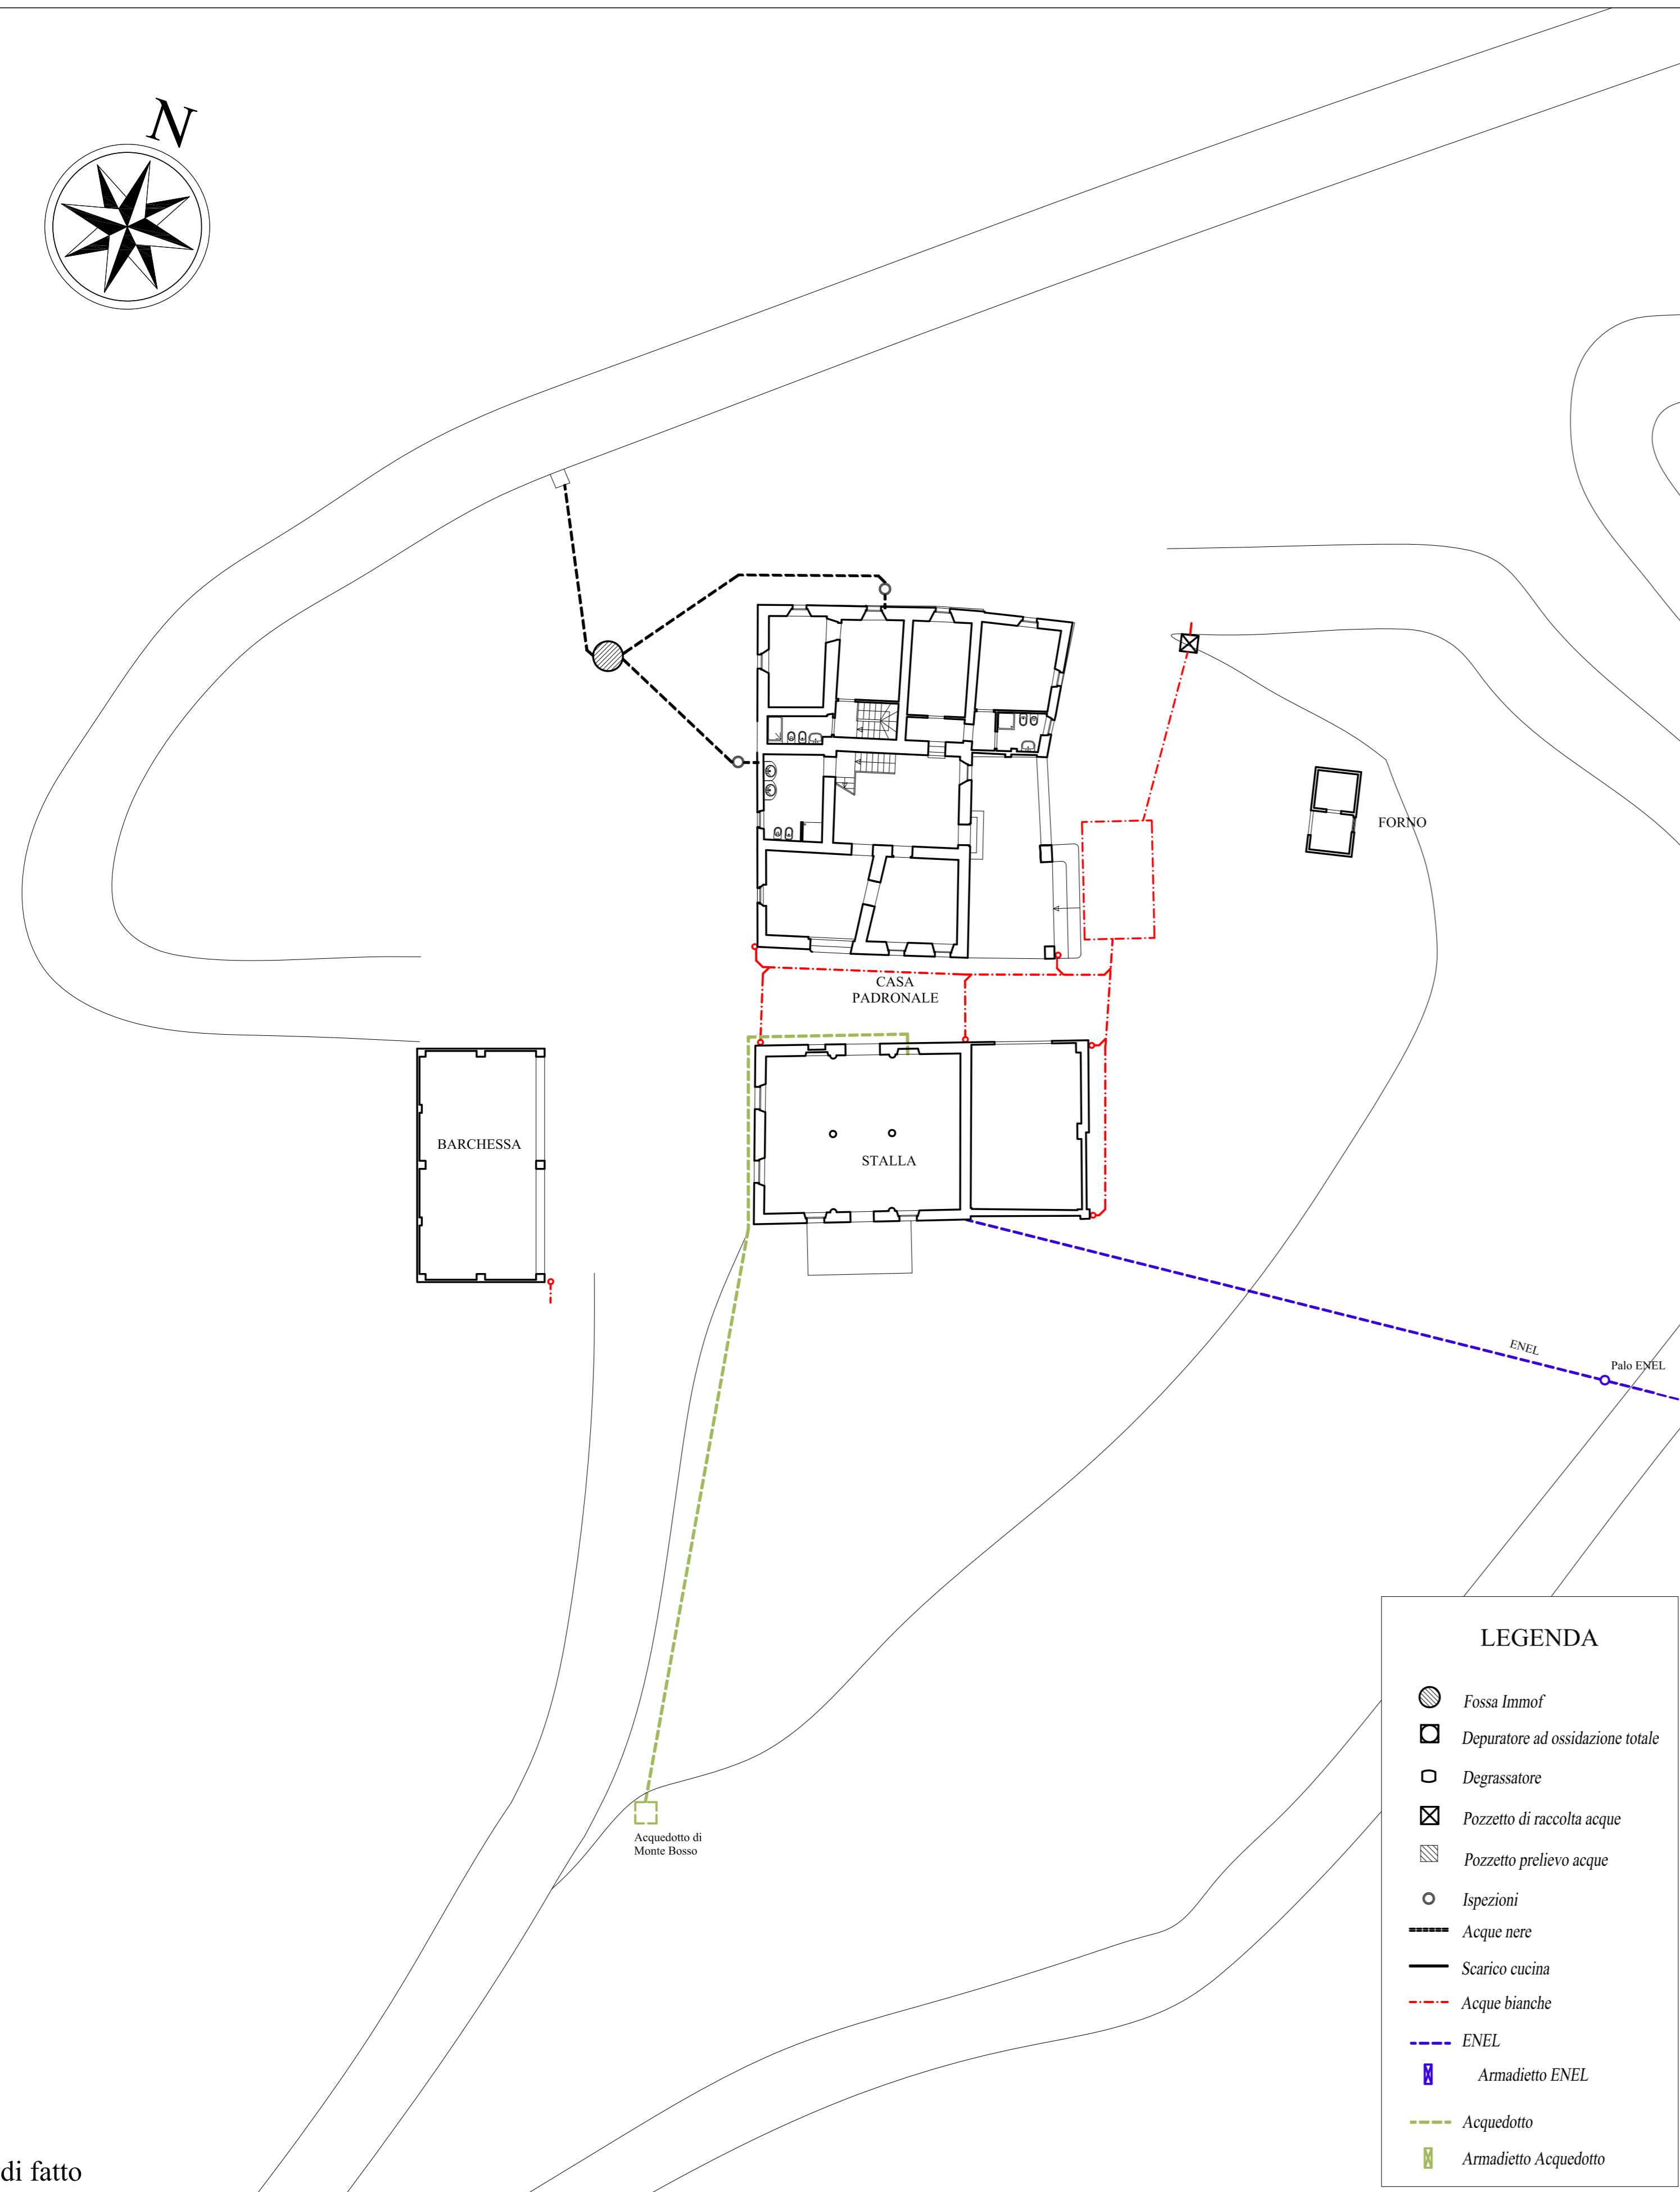 N
FORNO
CASA
PADRONALE
BARCHESSA
STALLA
ENEL
Palo ENEL
Acquedotto di
Monte Bosso
LEGENDA
Fossa Immof
Depuratore ad ossidazione totale
Degrassatore
Pozzetto di raccolta acque
Pozzetto prelievo acque
Ispezioni
Acque nere
Scarico cucina
Acque bianche
ENEL
Armadietto ENEL
Acquedotto
Armadietto Acquedotto
di fatto